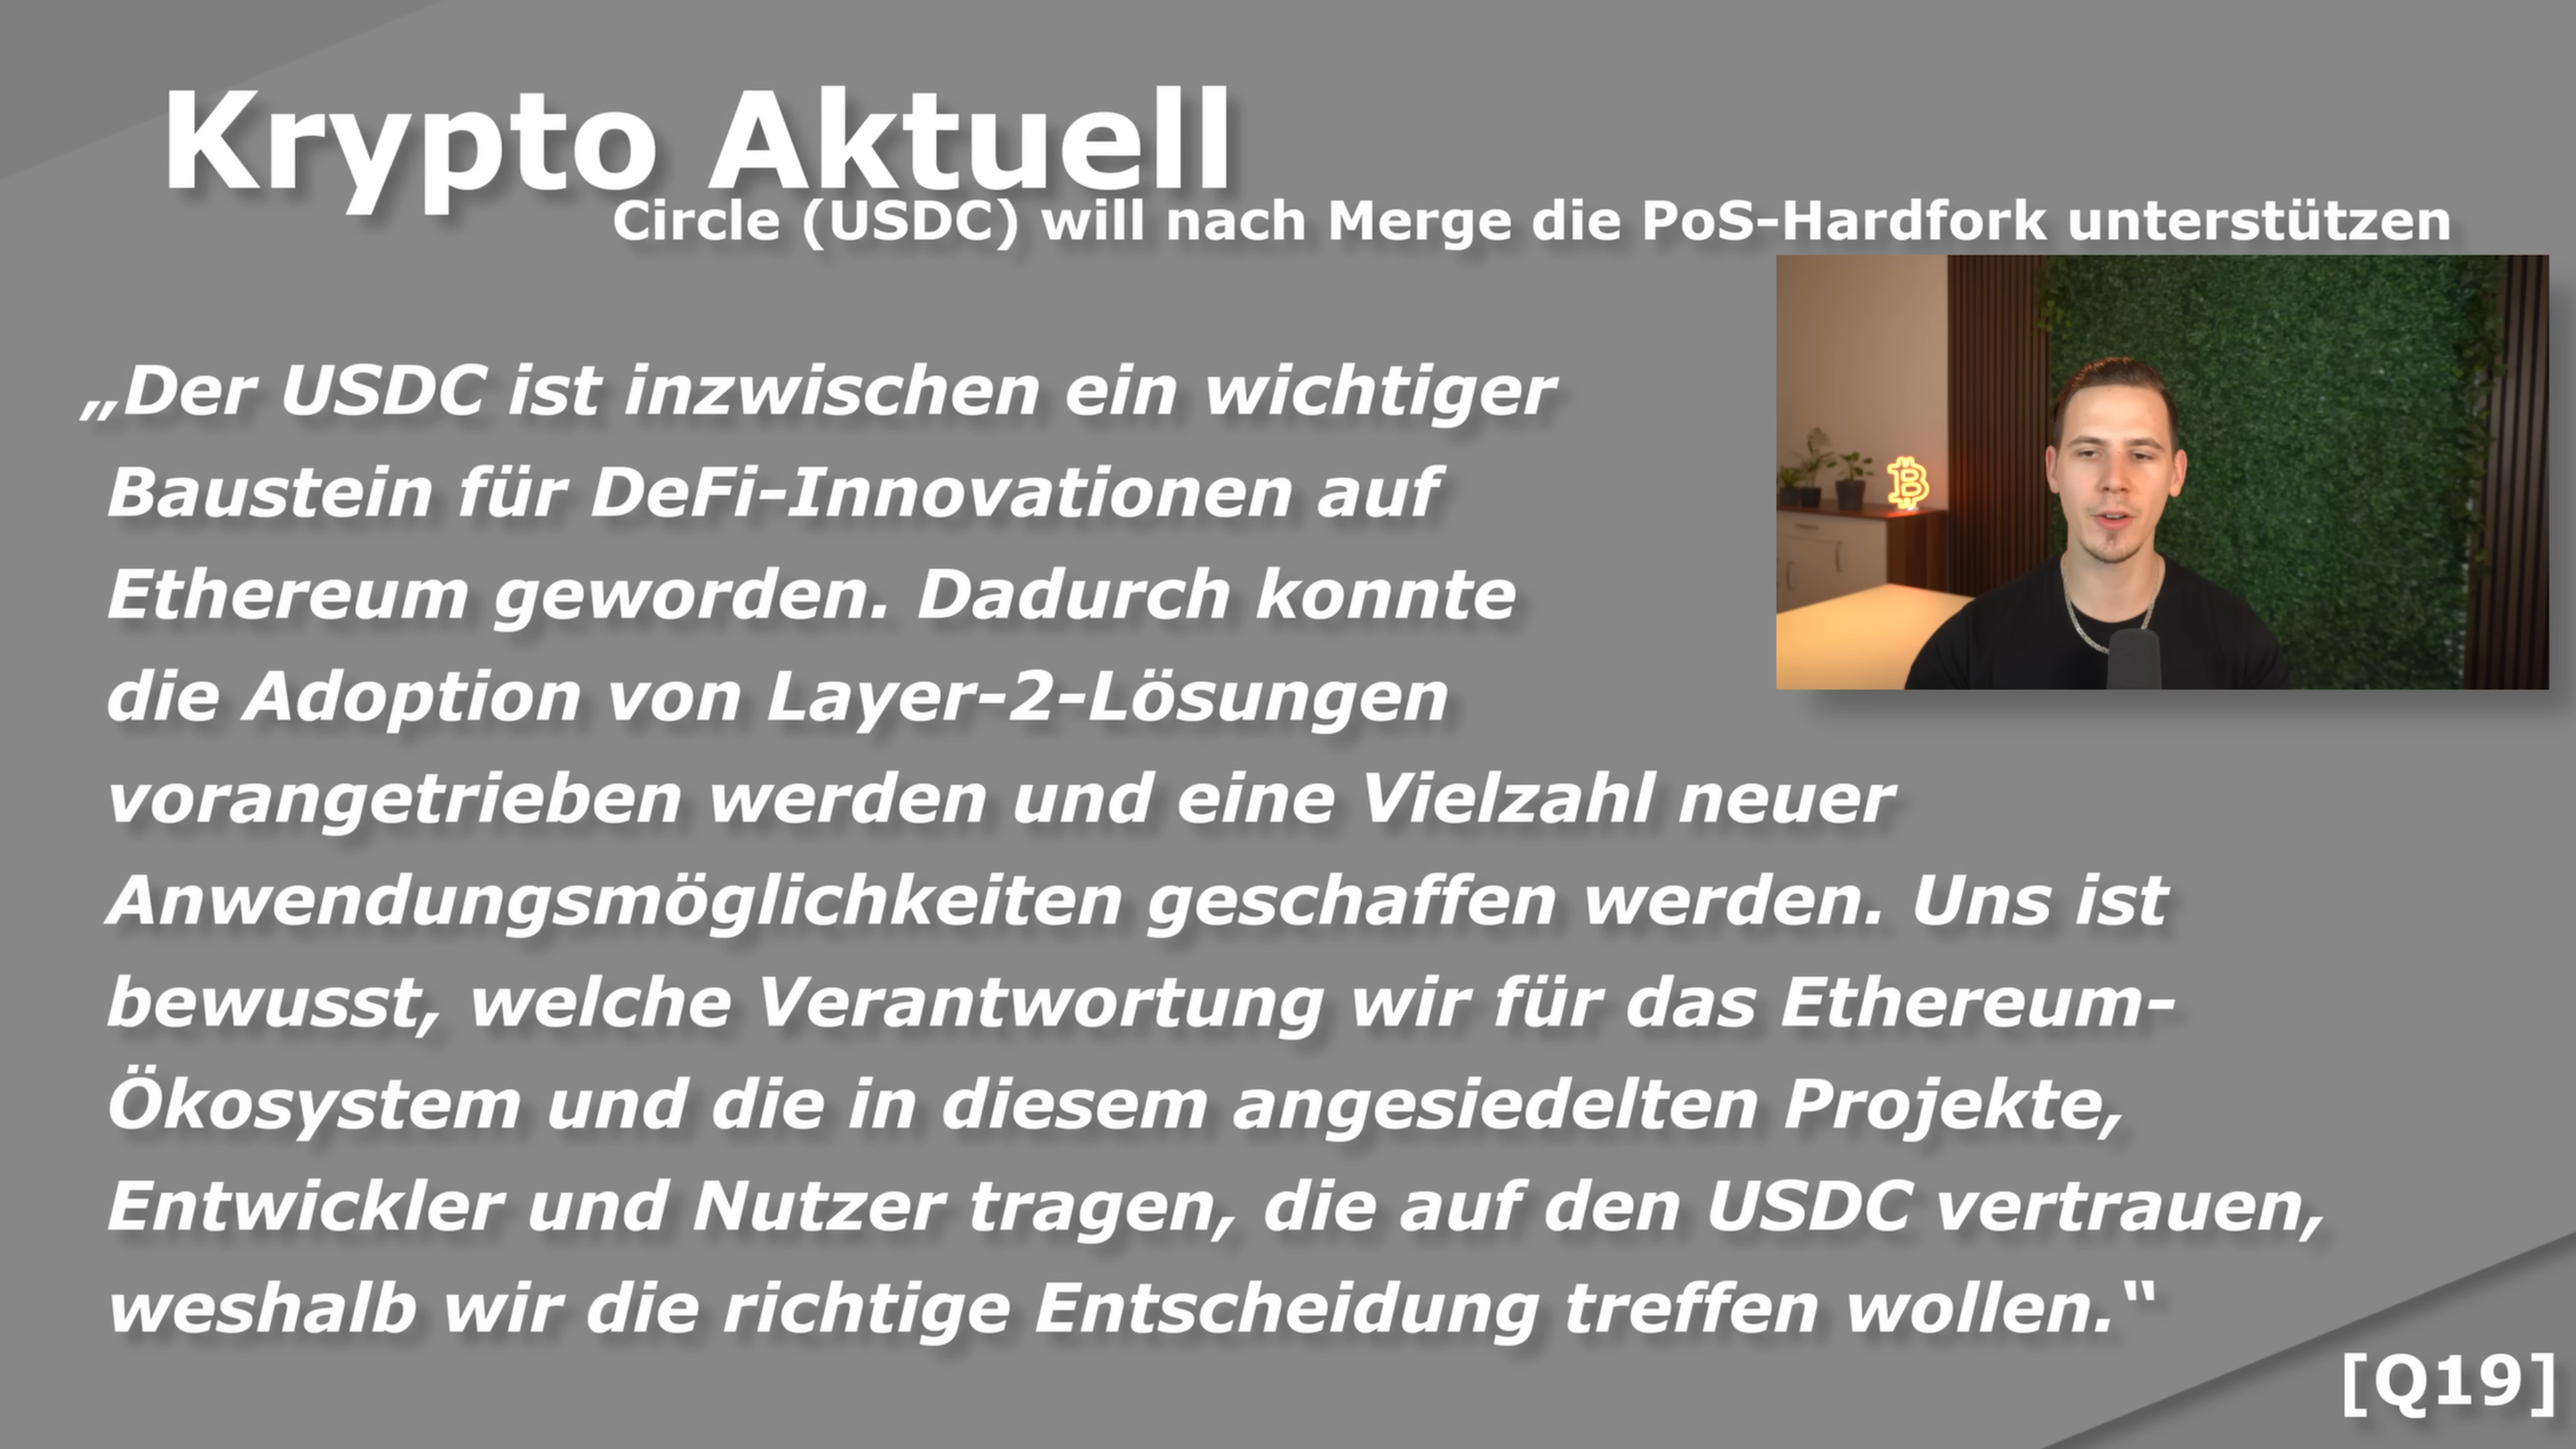 Krypto Aktuell
Circle (USDC) will nach Merge die PoS-Hardfork unterstützen
„Der USDC ist inzwischen ein wichtiger
Baustein für DeFi-Innovationen auf
Ethereum geworden. Dadurch konnte
die Adoption von Layer-2-Lösungen
vorangetrieben werden und eine Vielzahl neuer
Anwendungsmöglichkeiten geschaffen werden. Uns ist
bewusst, welche Verantwortung wir für das Ethereum-
Ökosystem und die in diesem angesiedelten Projekte,
Entwickler und Nutzer tragen, die auf den USDC vertrauen,
weshalb wir die richtige Entscheidung treffen wollen.“
[Q19]